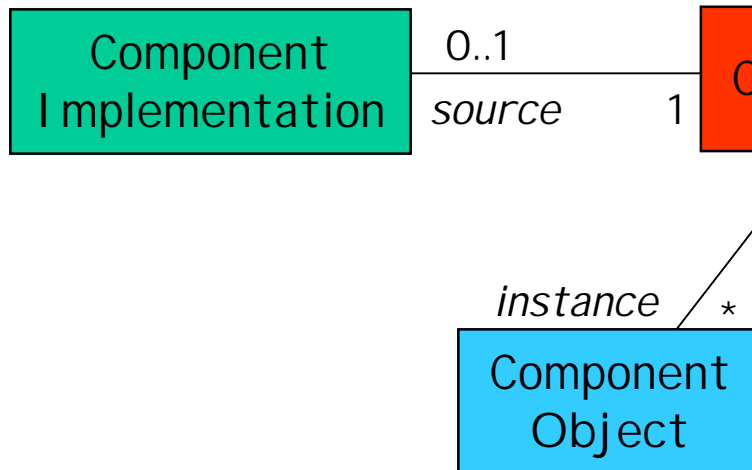 Component
Implementation
0..1
source
1
instance
*
Component
Object